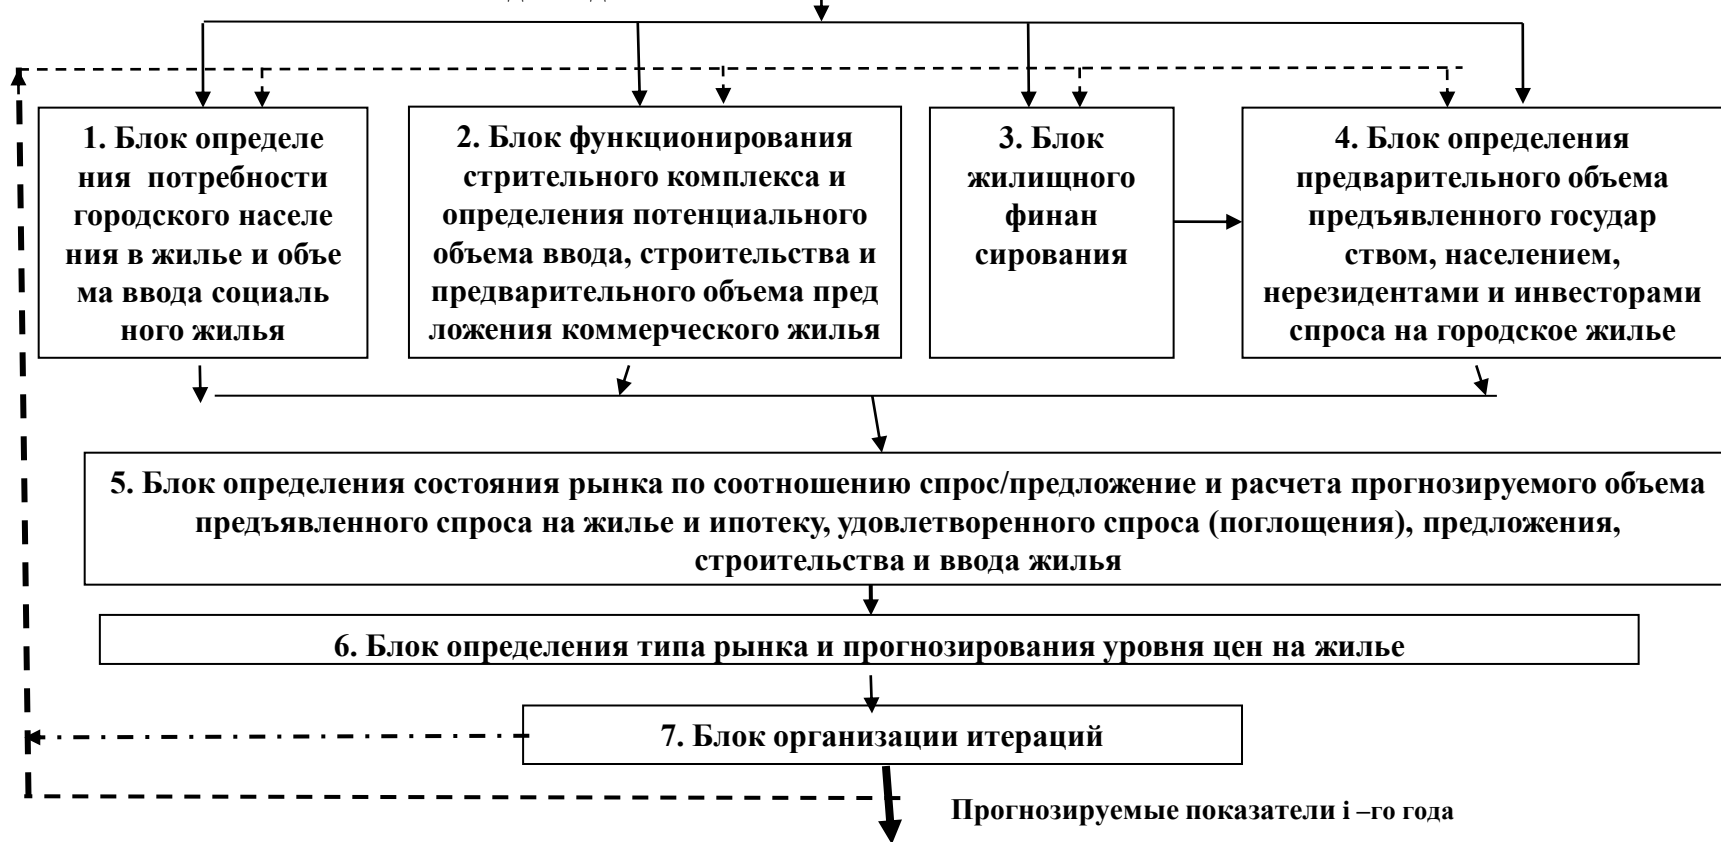 1. Блок определе
ния потребности
городского населе
ния в жилье и объе
ма ввода социаль
ного жилья
2. Блок функционирования
стрительного комплекса и
определения потенциального
объема ввода, строительства и
предварительного объема пред
ложения коммерческого жилья
3. Блок
жилищного
финан
сирования
4. Блок определения
предварительного объема
предъявленного государ
ством, населением,
нерезидентами и инвесторами
спроса на городское жилье
5. Блок определения состояния рынка по соотношению спрос/предложение и расчета прогнозируемого объема
предъявленного спроса на жилье и ипотеку, удовлетворенного спроса (поглощения), предложения,
строительства и ввода жилья
6. Блок определения типа рынка и прогнозирования уровня цен на жилье
7. Блок организации итераций
Прогнозируемые показатели i –го года